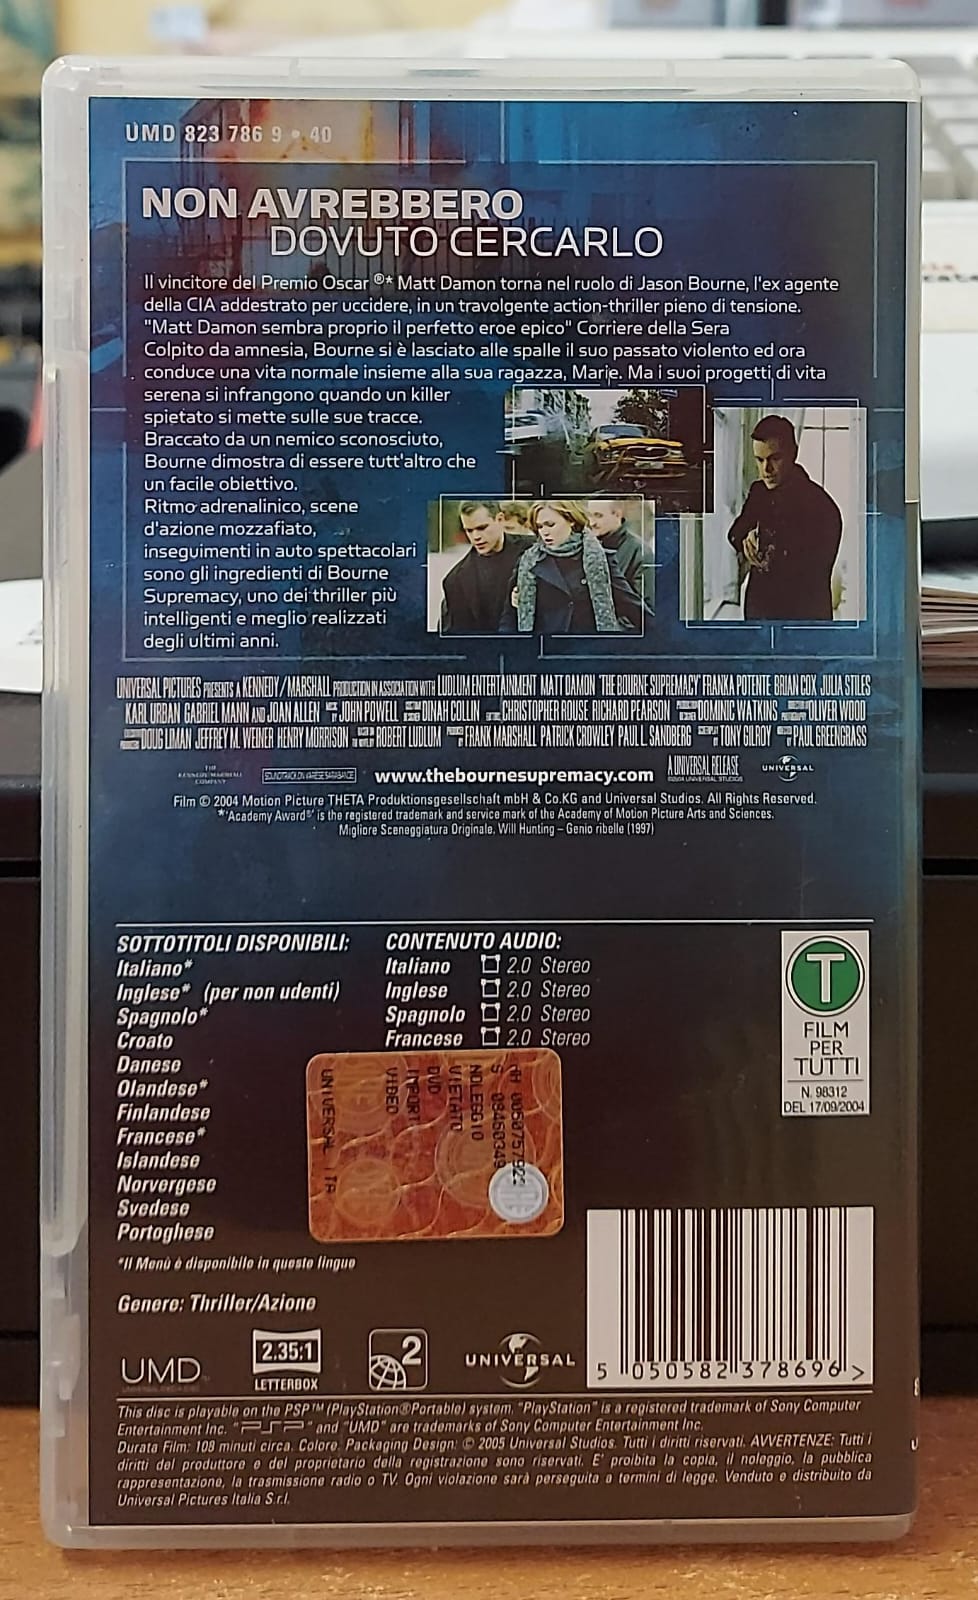 UMD 823 786 9 • 40
NON AVREBBERO
DOVUTO CERCARLO
Il vincitore del Premio Oscar ®* Matt Damon torna nel ruolo di Jason Bourne, l'ex agente
della CIA addestrato per uccidere, in un travolgente action-thriller pieno di tensione.
"Matt Damon sembra proprio il perfetto eroe epico" Corriere della Sera
Colpito da amnesia, Bourne si è lasciato alle spalle il suo passato violento ed ora
conduce una vita normale insieme alla sua ragazza, Marie. Ma i suoi progetti di vita
serena si infrangono quando un killer
spietato si mette sulle sue tracce.
Braccato da un nemico sconosciuto,
Bourne dimostra di essere tutt'altro che
un facile obiettivo.
Ritmo adrenalinico, scene
d'azione mozzafiato,
inseguimenti in auto spettacolari
sono gli ingredienti di Bourne
Supremacy, uno dei thriller più
intelligenti e meglio realizzati
degli ultimi anni.
UNIVERSAL PICTURES PRESENTS A KENNEDY/MARSHALL PRODUCTION IN ASSOCIATION WITH LUDLUM ENTERTAINMENT MATT DAMON "THE BOURNE SUPREMACY" FRANKA POTENTE BRIAN COX JULIA STILES
KARL URBAN GABRIEL MANN AND JOAN ALLEN JOHN POWELL DINAH COLLIN CHRISTOPHER ROUSE RICHARD PEARSON DOMINIC WATKINS OLIVER WOOD
DOUG LIMAN JEFFREY M. WEINER HENRY MORRISON ROBERT LUDLUM FRANK MARSHALL PATRICK CROWLEY PAUL L. SANDBERG TONY GILROY PAUL GREENGRASS
THE KENNEDY/MARSHALL COMPANY SOUNDTRACK ON VARESE SARABANDE www.thebournesupremacy.com A UNIVERSAL RELEASE UNIVERSAL
Film © 2004 Motion Picture THETA Produktionsgesellschaft mbH & Co.KG and Universal Studios. All Rights Reserved.
*'Academy Award®' is the registered trademark and service mark of the Academy of Motion Picture Arts and Sciences.
Migliore Sceneggiatura Originale. Will Hunting – Genio ribelle (1997)
SOTTOTITOLI DISPONIBILI:
Italiano*
Inglese* (per non udenti)
Spagnolo*
Croato
Danese
Olandese*
Finlandese
Francese*
Islandese
Norvergese
Svedese
Portoghese
*Il Menù è disponibile in queste lingue
Genere: Thriller/Azione
CONTENUTO AUDIO:
Italiano 2.0 Stereo
Inglese 2.0 Stereo
Spagnolo 2.0 Stereo
Francese 2.0 Stereo
T
FILM
PER
TUTTI
N. 98312
DEL 17/09/2004
S 08460349
NOLEGGIO
VIETATO
DVD
VIDEO
UNIVERSAL ITA
UMD
2.35:1
LETTERBOX
2
UNIVERSAL
5 050582 378696 >
This disc is playable on the PSP™ (PlayStation®Portable) system. "PlayStation" is a registered trademark of Sony Computer
Entertainment Inc. "PSP" and "UMD" are trademarks of Sony Computer Entertainment Inc.
Durata Film: 108 minuti circa. Colore. Packaging Design: © 2005 Universal Studios. Tutti i diritti riservati. AVVERTENZE: Tutti i
diritti del produttore e del proprietario della registrazione sono riservati. E' proibita la copia, il noleggio, la pubblica
rappresentazione, la trasmissione radio o TV. Ogni violazione sarà perseguita a termini di legge. Venduto e distribuito da
Universal Pictures Italia S.r.l.